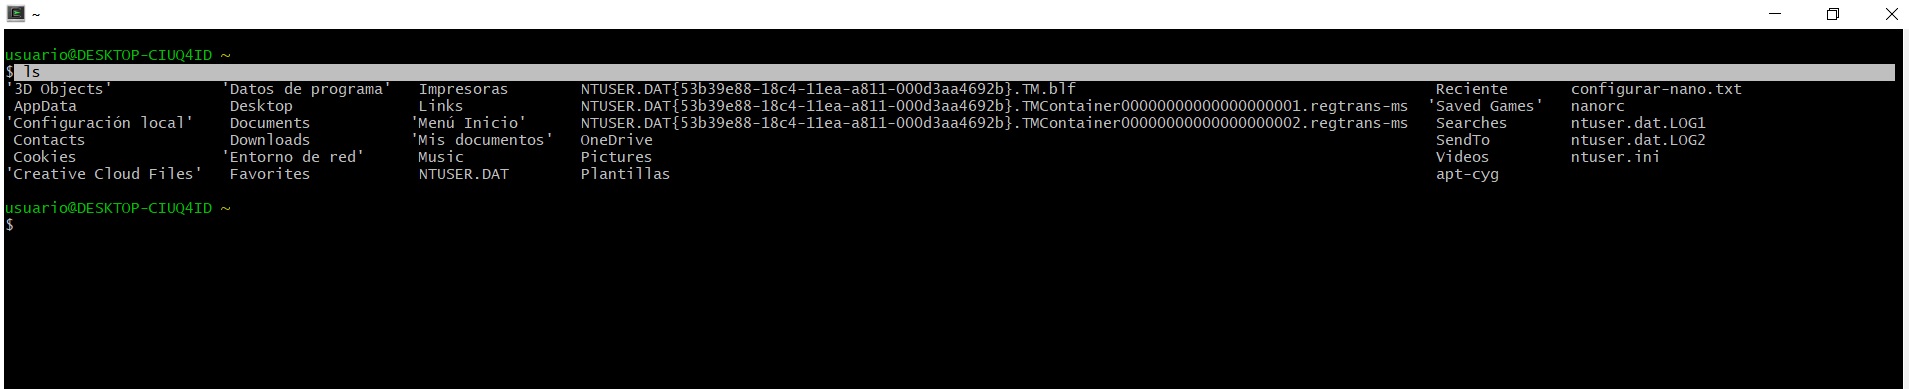 ~
usuario@DESKTOP-CIUQ4ID ~
$ ls
'3D Objects' 'Datos de programa' Impresoras NTUSER.DAT{53b39e88-18c4-11ea-a811-000d3aa4692b}.TM.blf Reciente configurar-nano.txt
AppData Desktop Links NTUSER.DAT{53b39e88-18c4-11ea-a811-000d3aa4692b}.TMContainer00000000000000000001.regtrans-ms 'Saved Games' nanorc
'Configuración local' Documents 'Menú Inicio' NTUSER.DAT{53b39e88-18c4-11ea-a811-000d3aa4692b}.TMContainer00000000000000000002.regtrans-ms Searches ntuser.dat.LOG1
Contacts Downloads 'Mis documentos' OneDrive SendTo ntuser.dat.LOG2
Cookies 'Entorno de red' Music Pictures Videos ntuser.ini
'Creative Cloud Files' Favorites NTUSER.DAT Plantillas apt-cyg
usuario@DESKTOP-CIUQ4ID ~
$